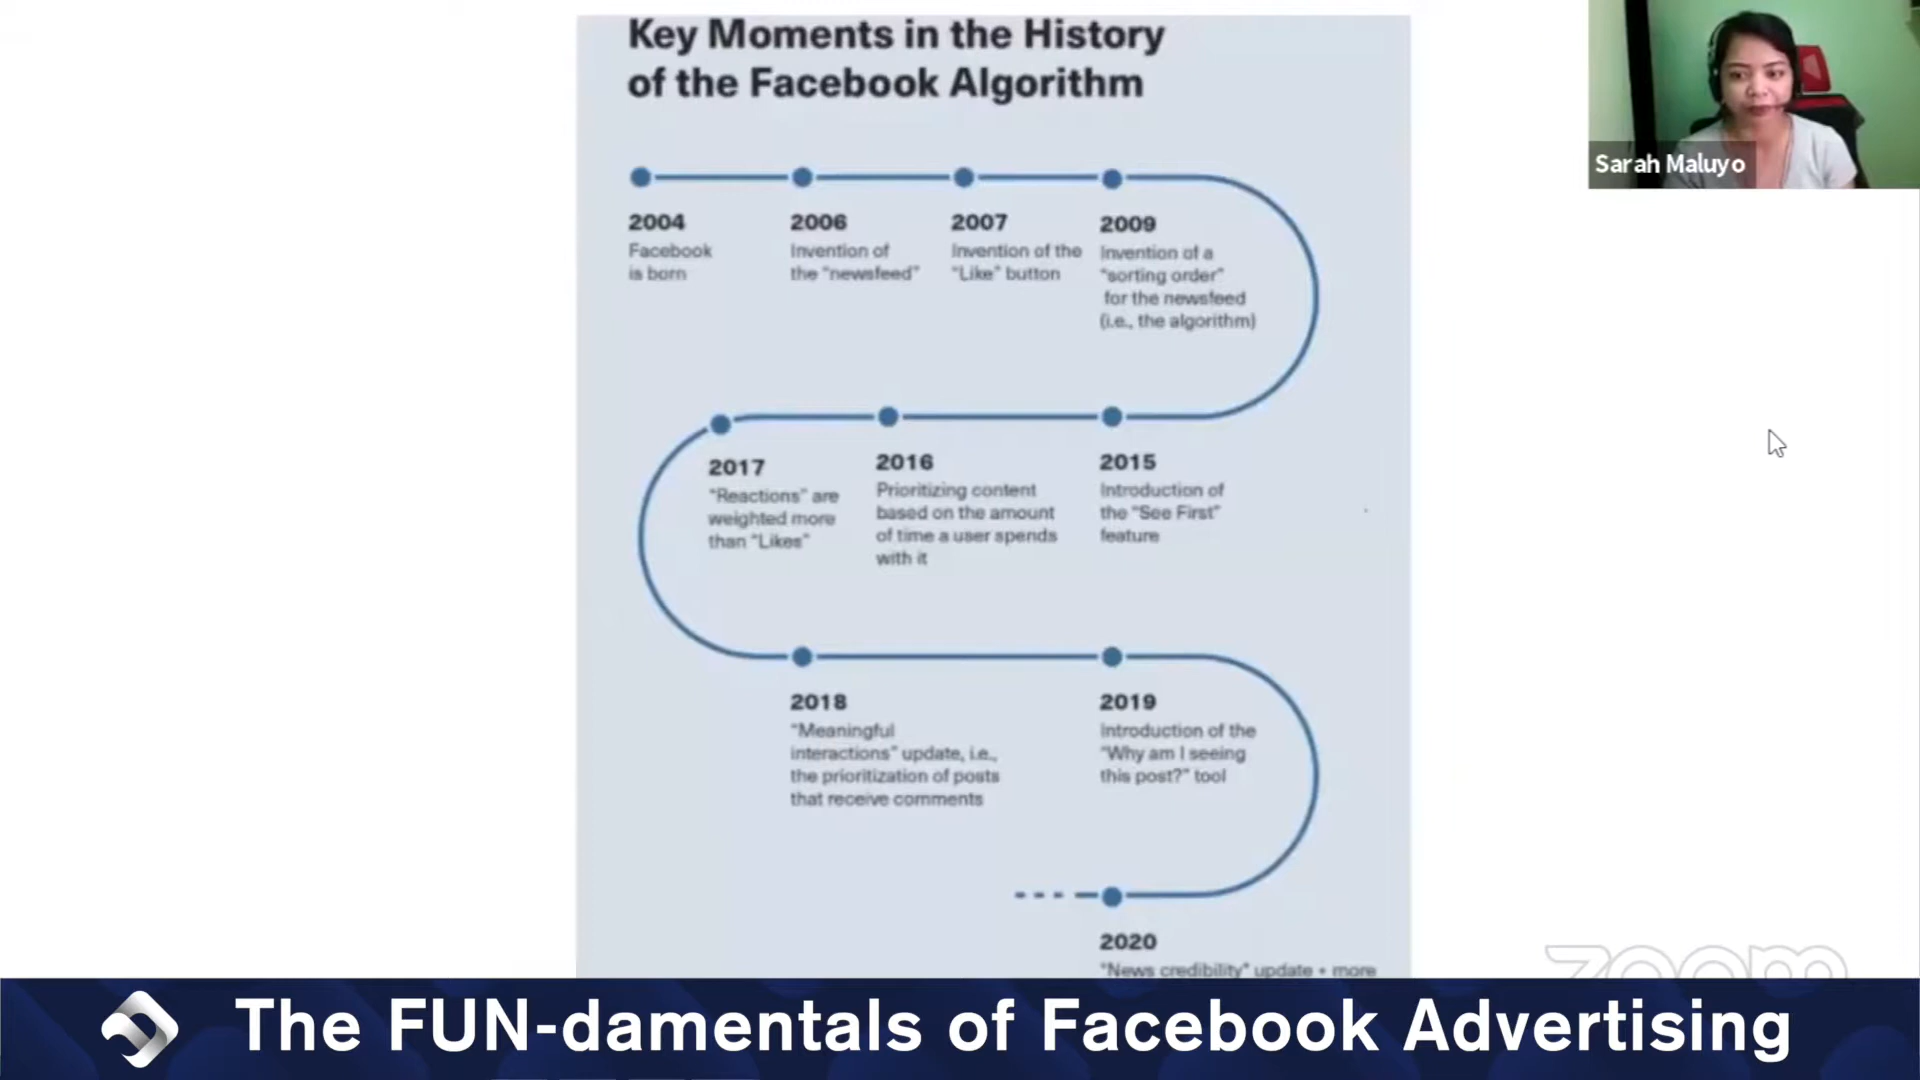 Key Moments in the History
of the Facebook Algorithm
Sarah Maluyo
2004
Facebook
is born
2006
Invention of
the "newsfeed"
2007
Invention of the
"Like" button
2009
Invention of a
"sorting order"
for the newsfeed
(i.e., the algorithm)
2017
"Reactions" are
weighted more
than "Likes"
2016
Prioritizing content
based on the amount
of time a user spends
with it
2015
Introduction of
the "See First"
feature
2018
"Meaningful
interactions" update, i.e.,
the prioritization of posts
that receive comments
2019
Introduction of the
"Why am I seeing
this post?" tool
2020
"News credibility" update + more
zoom
The FUN-damentals of Facebook Advertising